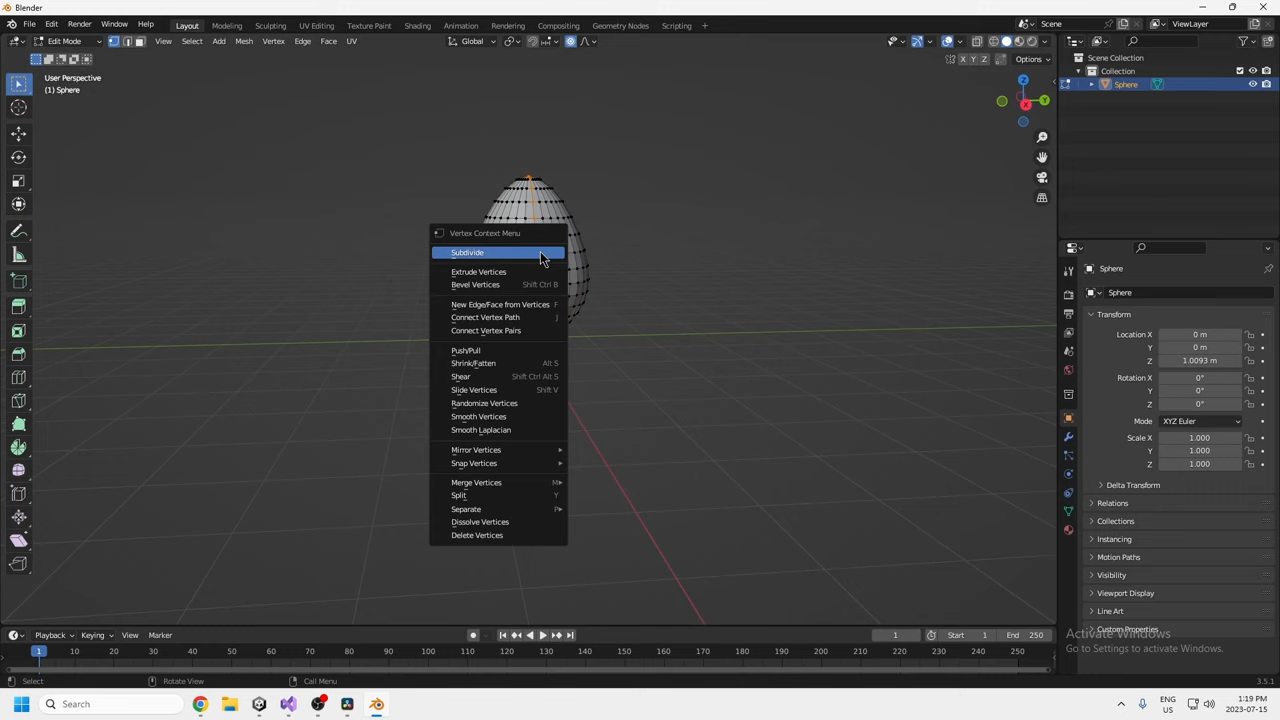 Blender
File Edit Render Window Help Layout Modeling Sculpting UV Editing Texture Paint Shading Animation Rendering Compositing Geometry Nodes Scripting + Scene ViewLayer
Edit Mode View Select Add Mesh Vertex Edge Face UV Global
X Y Z Options
User Perspective
(1) Sphere
Z
Y
X
Scene Collection
Collection
Sphere
Vertex Context Menu
Subdivide
Extrude Vertices
Bevel Vertices Shift Ctrl B
New Edge/Face from Vertices F
Connect Vertex Path J
Connect Vertex Pairs
Push/Pull
Shrink/Fatten Alt S
Shear Shift Ctrl Alt S
Slide Vertices Shift V
Randomize Vertices
Smooth Vertices
Smooth Laplacian
Mirror Vertices
Snap Vertices
Merge Vertices M
Split Y
Separate P
Dissolve Vertices
Delete Vertices
Sphere
Sphere
Transform
Location X 0 m
Y 0 m
Z 1.0093 m
Rotation X 0°
Y 0°
Z 0°
Mode XYZ Euler
Scale X 1.000
Y 1.000
Z 1.000
Delta Transform
Relations
Collections
Instancing
Motion Paths
Visibility
Viewport Display
Line Art
Custom Properties
Activate Windows
Go to Settings to activate Windows.
Playback Keying View Marker 1 Start 1 End 250
1 10 20 30 40 50 60 70 80 90 100 110 120 130 140 150 160 170 180 190 200 210 220 230 240 250
Select Rotate View Call Menu 3.5.1
Search ENG US 1:19 PM 2023-07-15